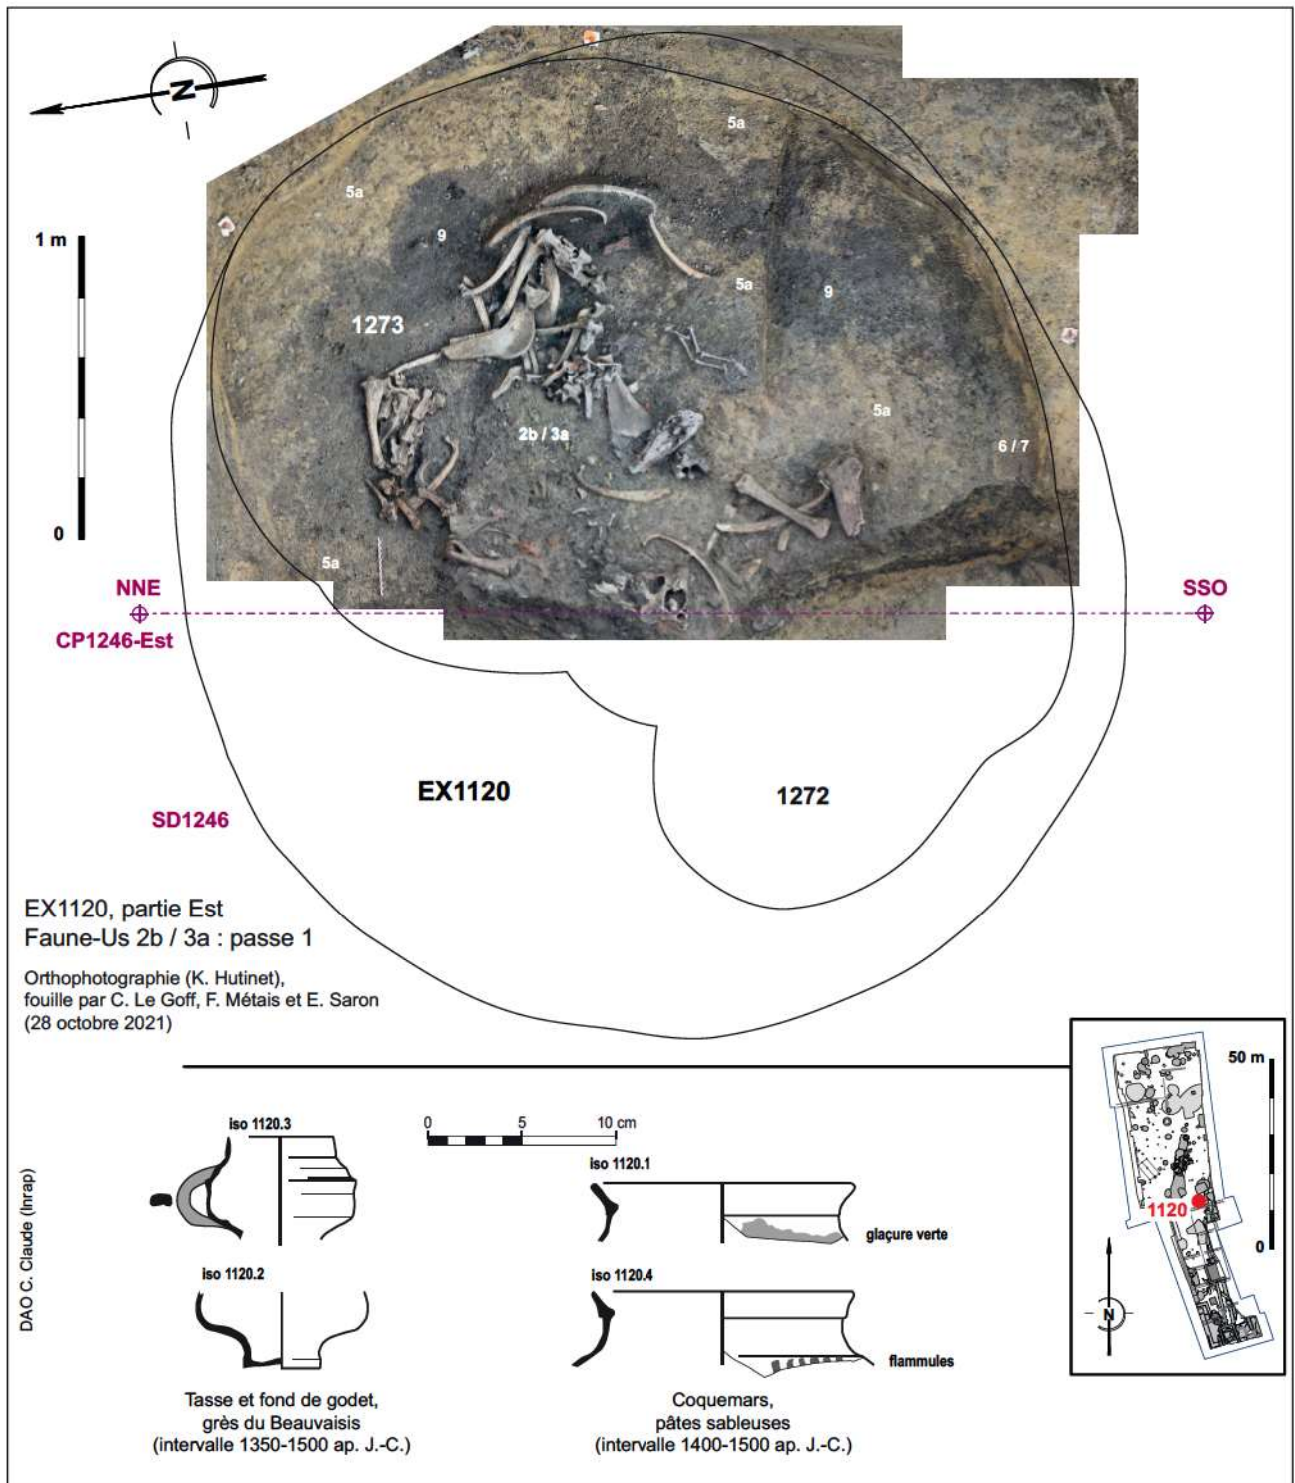 N
5a
5a
9
1 m
5a
9
1273
5a
2b / 3a
6 / 7
0
5a
NNE
SSO
CP1246-Est
EX1120
1272
SD1246
EX1120, partie Est
Faune-Us 2b / 3a : passe 1
Orthophotographie (K. Hutinet),
fouille par C. Le Goff, F. Métais et E. Saron
(28 octobre 2021)
50 m
1120
0
N
iso 1120.3
0 5 10 cm
iso 1120.1
glaçure verte
iso 1120.2
iso 1120.4
flammules
Tasse et fond de godet,
grès du Beauvaisis
(intervalle 1350-1500 ap. J.-C.)
Coquemars,
pâtes sableuses
(intervalle 1400-1500 ap. J.-C.)
DAO C. Claude (Inrap)